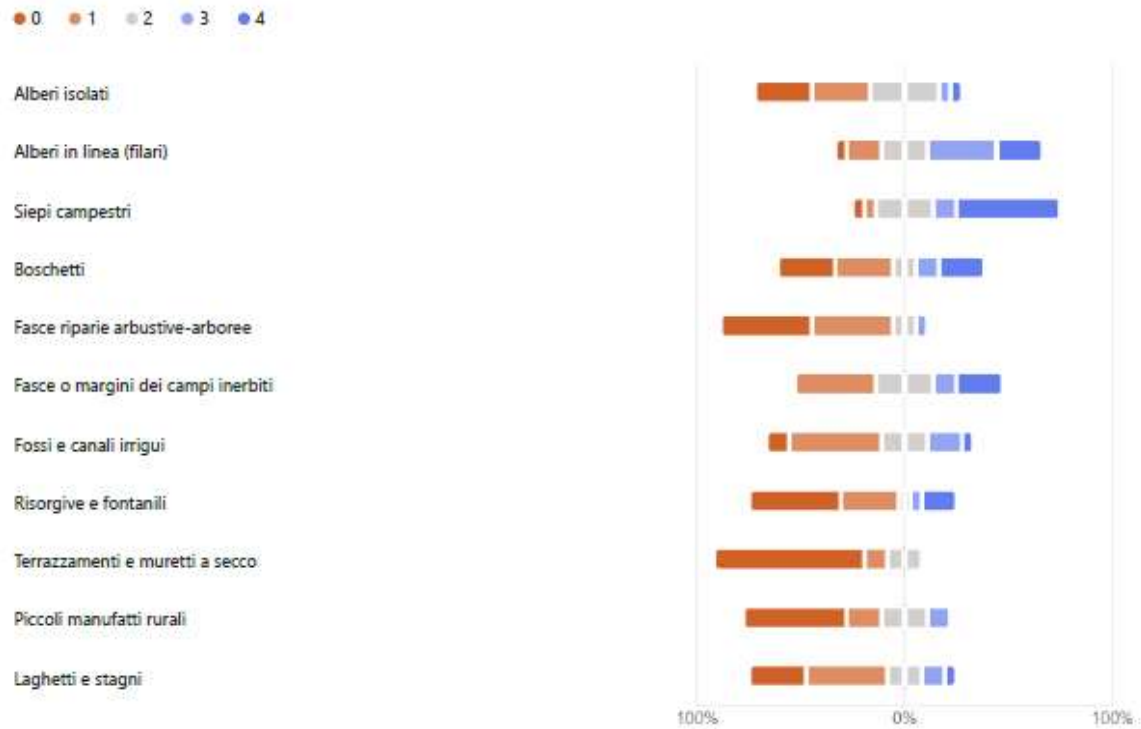 0 1 2 3 4
Alberi isolati
Alberi in linea (filari)
Siepi campestri
Boschetti
Fasce riparie arbustive-arboree
Fasce o margini dei campi inerbiti
Fossi e canali irrigui
Risorgive e fontanili
Terrazzamenti e muretti a secco
Piccoli manufatti rurali
Laghetti e stagni
100% 0% 100%